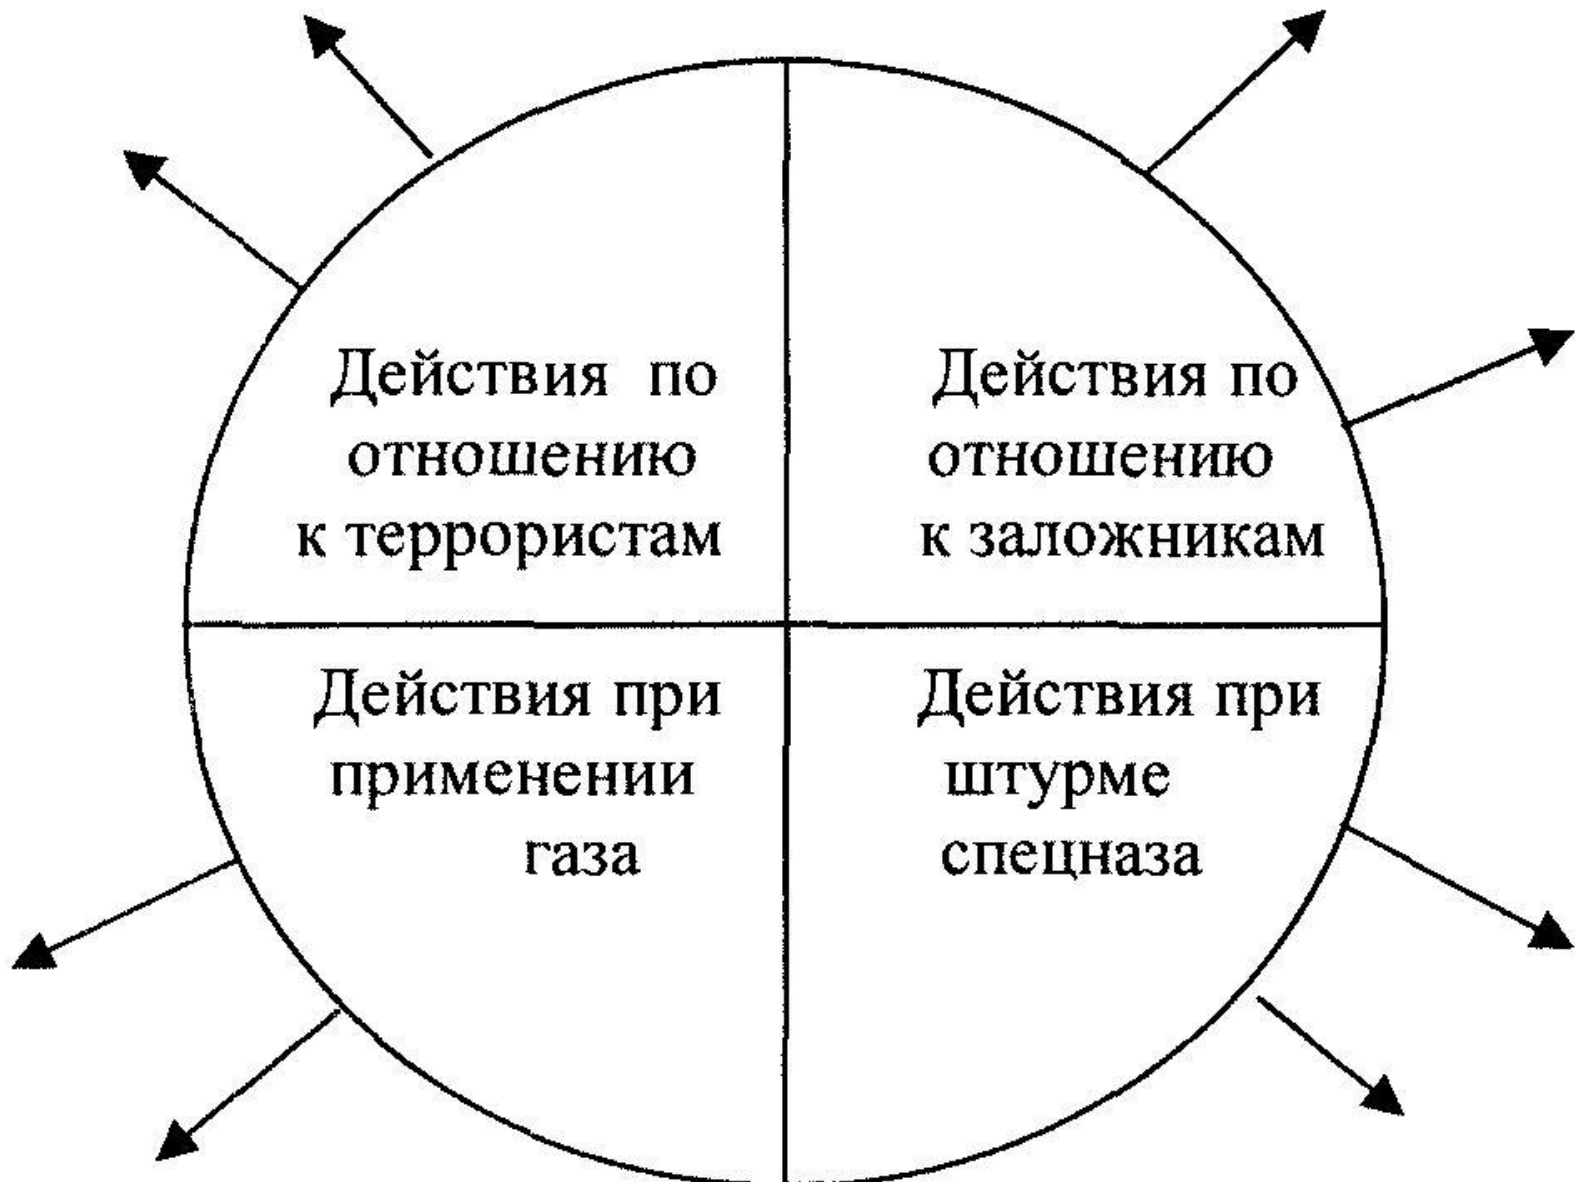 Действия по
отношению
к террористам
Действия по
отношению
к заложникам
Действия при
применении
газа
Действия при
штурме
спецназа